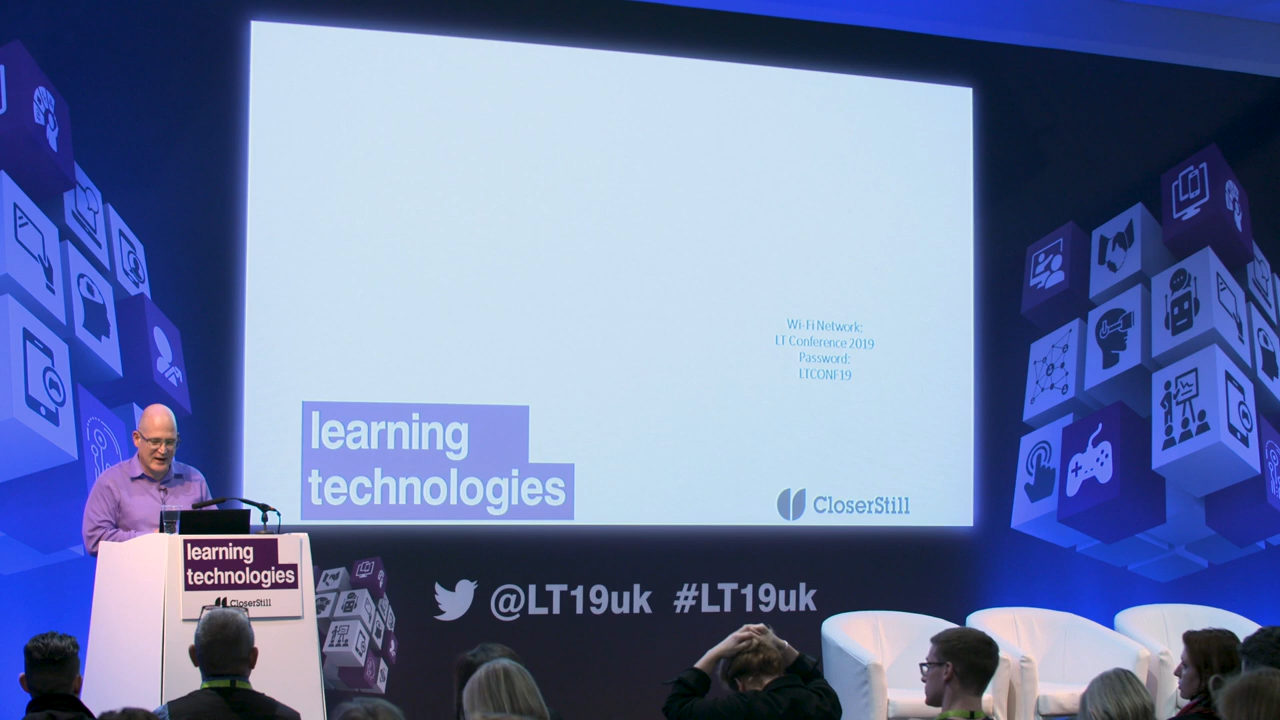 Wi-Fi Network:
LT Conference 2019
Password:
LTCONF19
learning
technologies
CloserStill
learning
technologies
CloserStill
@LT19uk #LT19uk